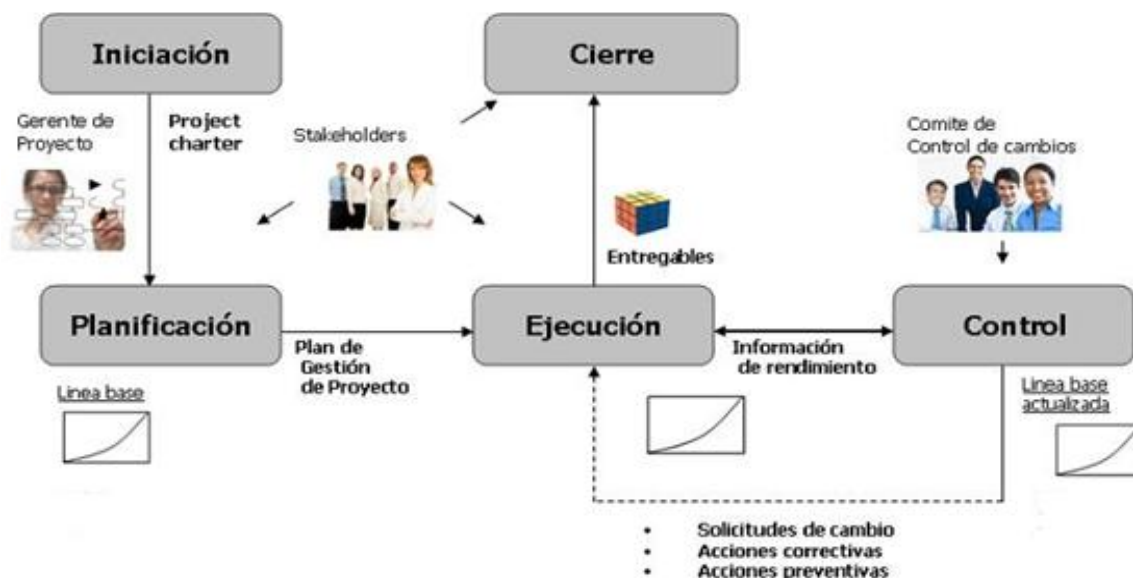 Iniciación
Cierre
Gerente de
Proyecto
Project
charter
Stakeholders
Comite de
Control de cambios
Entregables
Planificación
Ejecución
Control
Plan de
Gestión
de Proyecto
Información
de rendimiento
Linea base
Linea base
actualizada
• Solicitudes de cambio
• Acciones correctivas
• Acciones preventivas